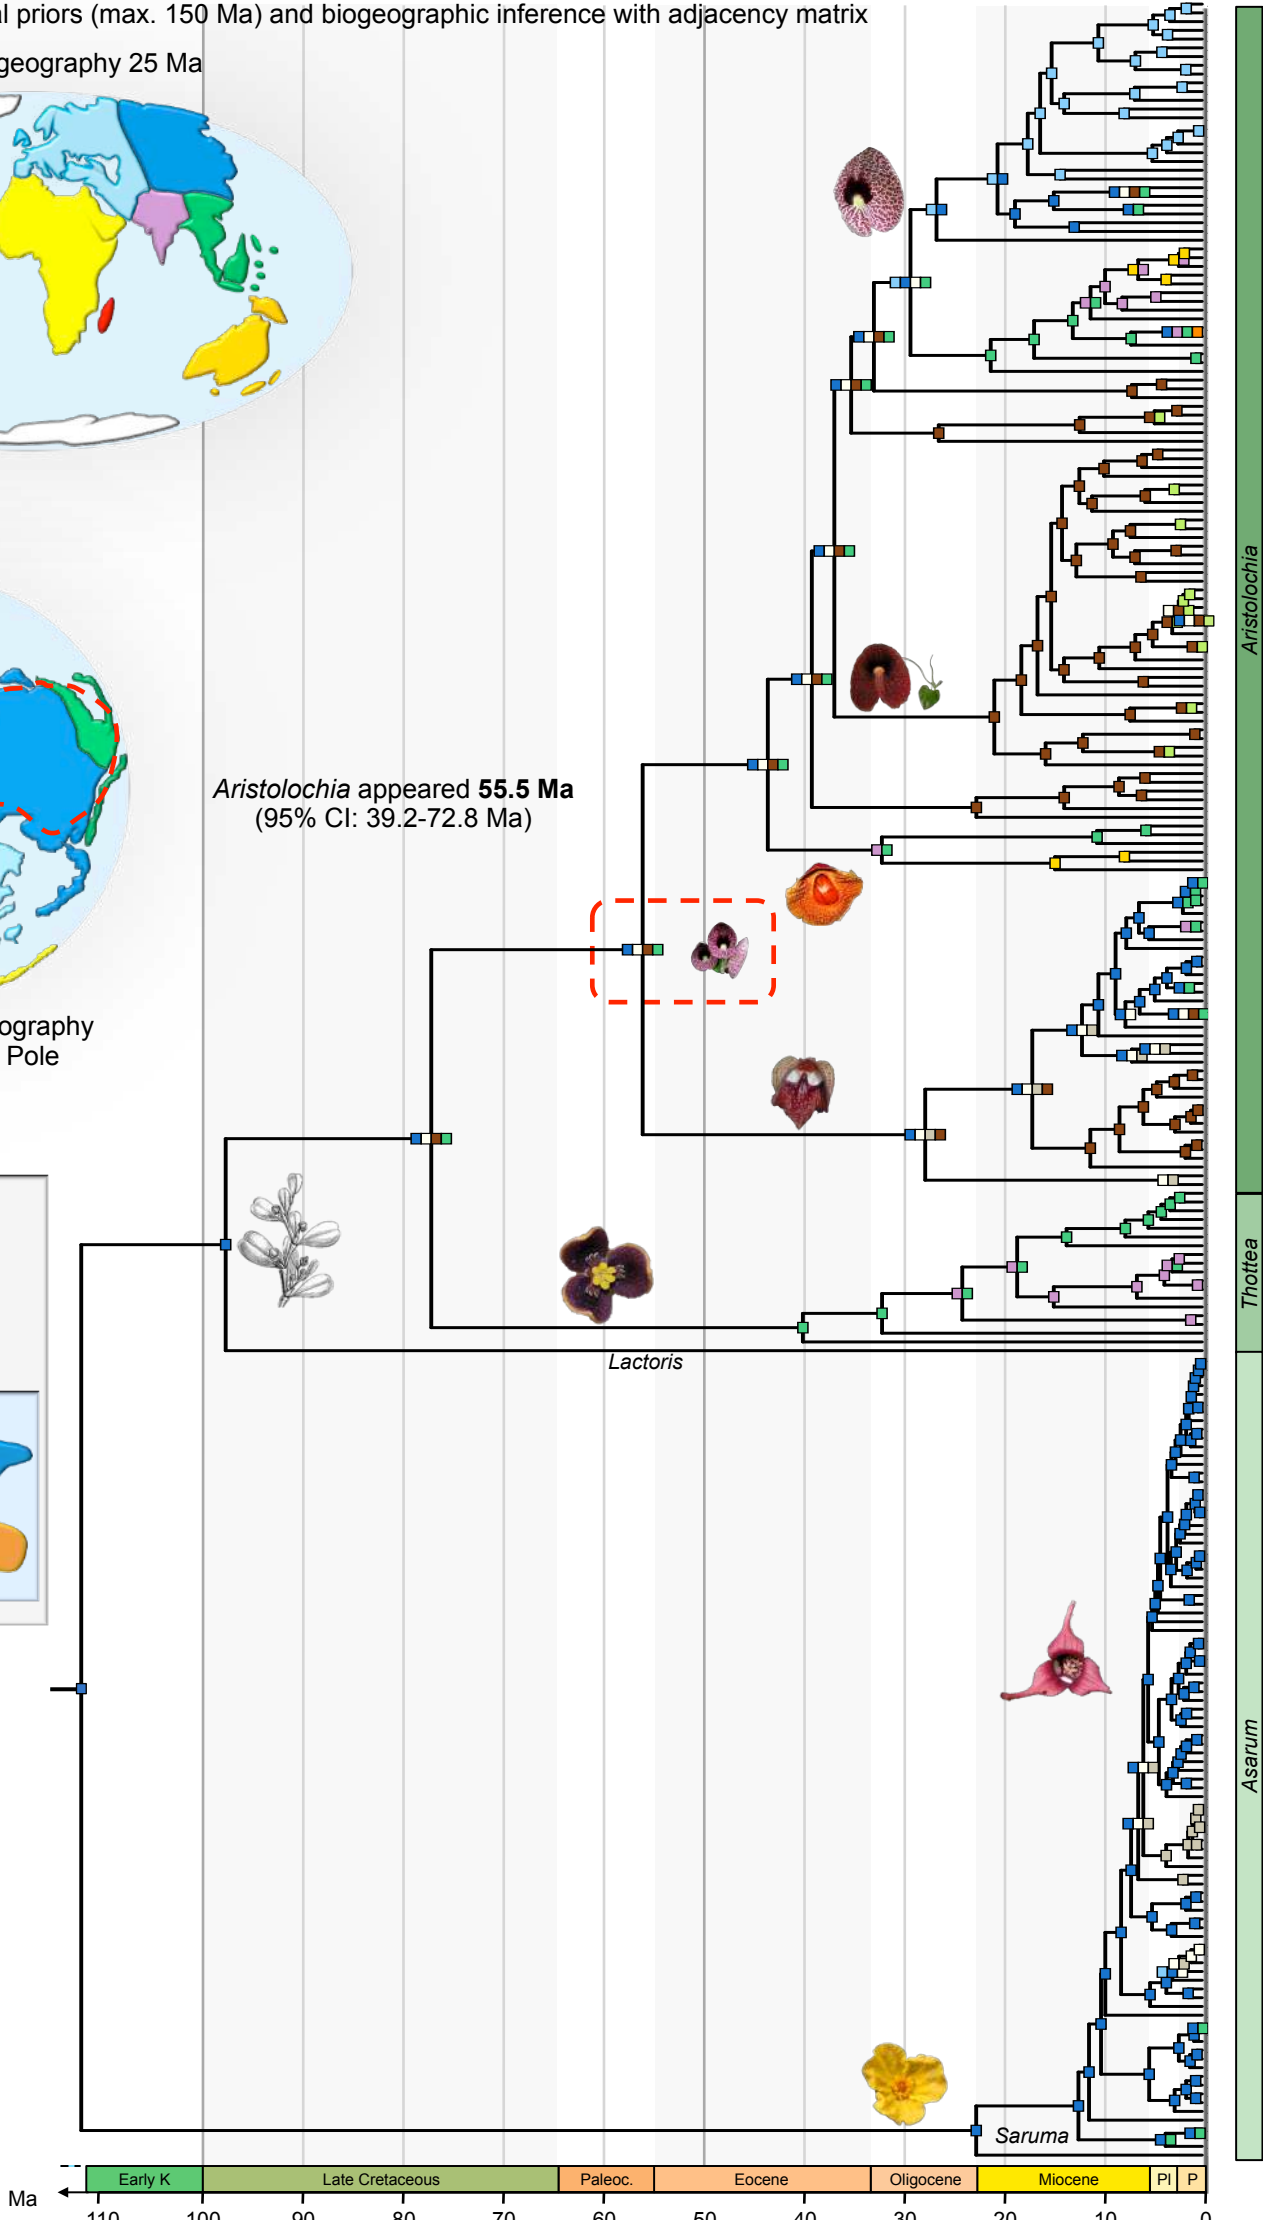 al priors (max. 150 Ma) and biogeographic inference with adjacency matrix
geography 25 Ma
Aristolochia appeared 55.5 Ma
(95% CI: 39.2-72.8 Ma)
ography
Pole
Lactoris
Saruma
Aristolochia
Thottea
Asarum
Early K
Late Cretaceous
Paleoc.
Eocene
Oligocene
Miocene
Pl
P
Ma
110 100 90 80 70 60 50 40 30 20 10 0